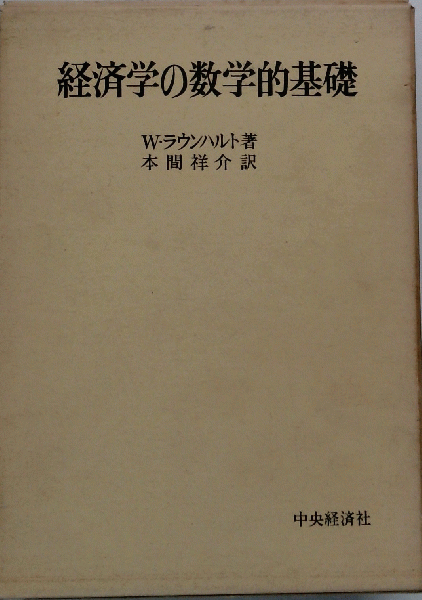 経済学の数学的基礎
W・ラウンハルト著
本間祥介訳
中央経済社